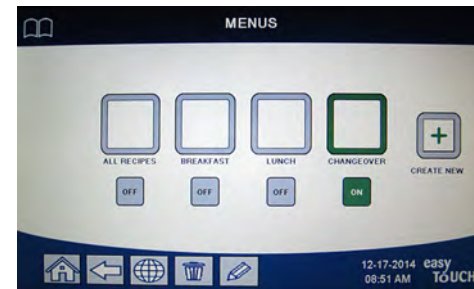 MENUS
ALL RECIPES BREAKFAST LUNCH CHANGEOVER CREATE NEW
OFF OFF OFF ON
12-17-2014
08:51 AM
easy
TOUCH